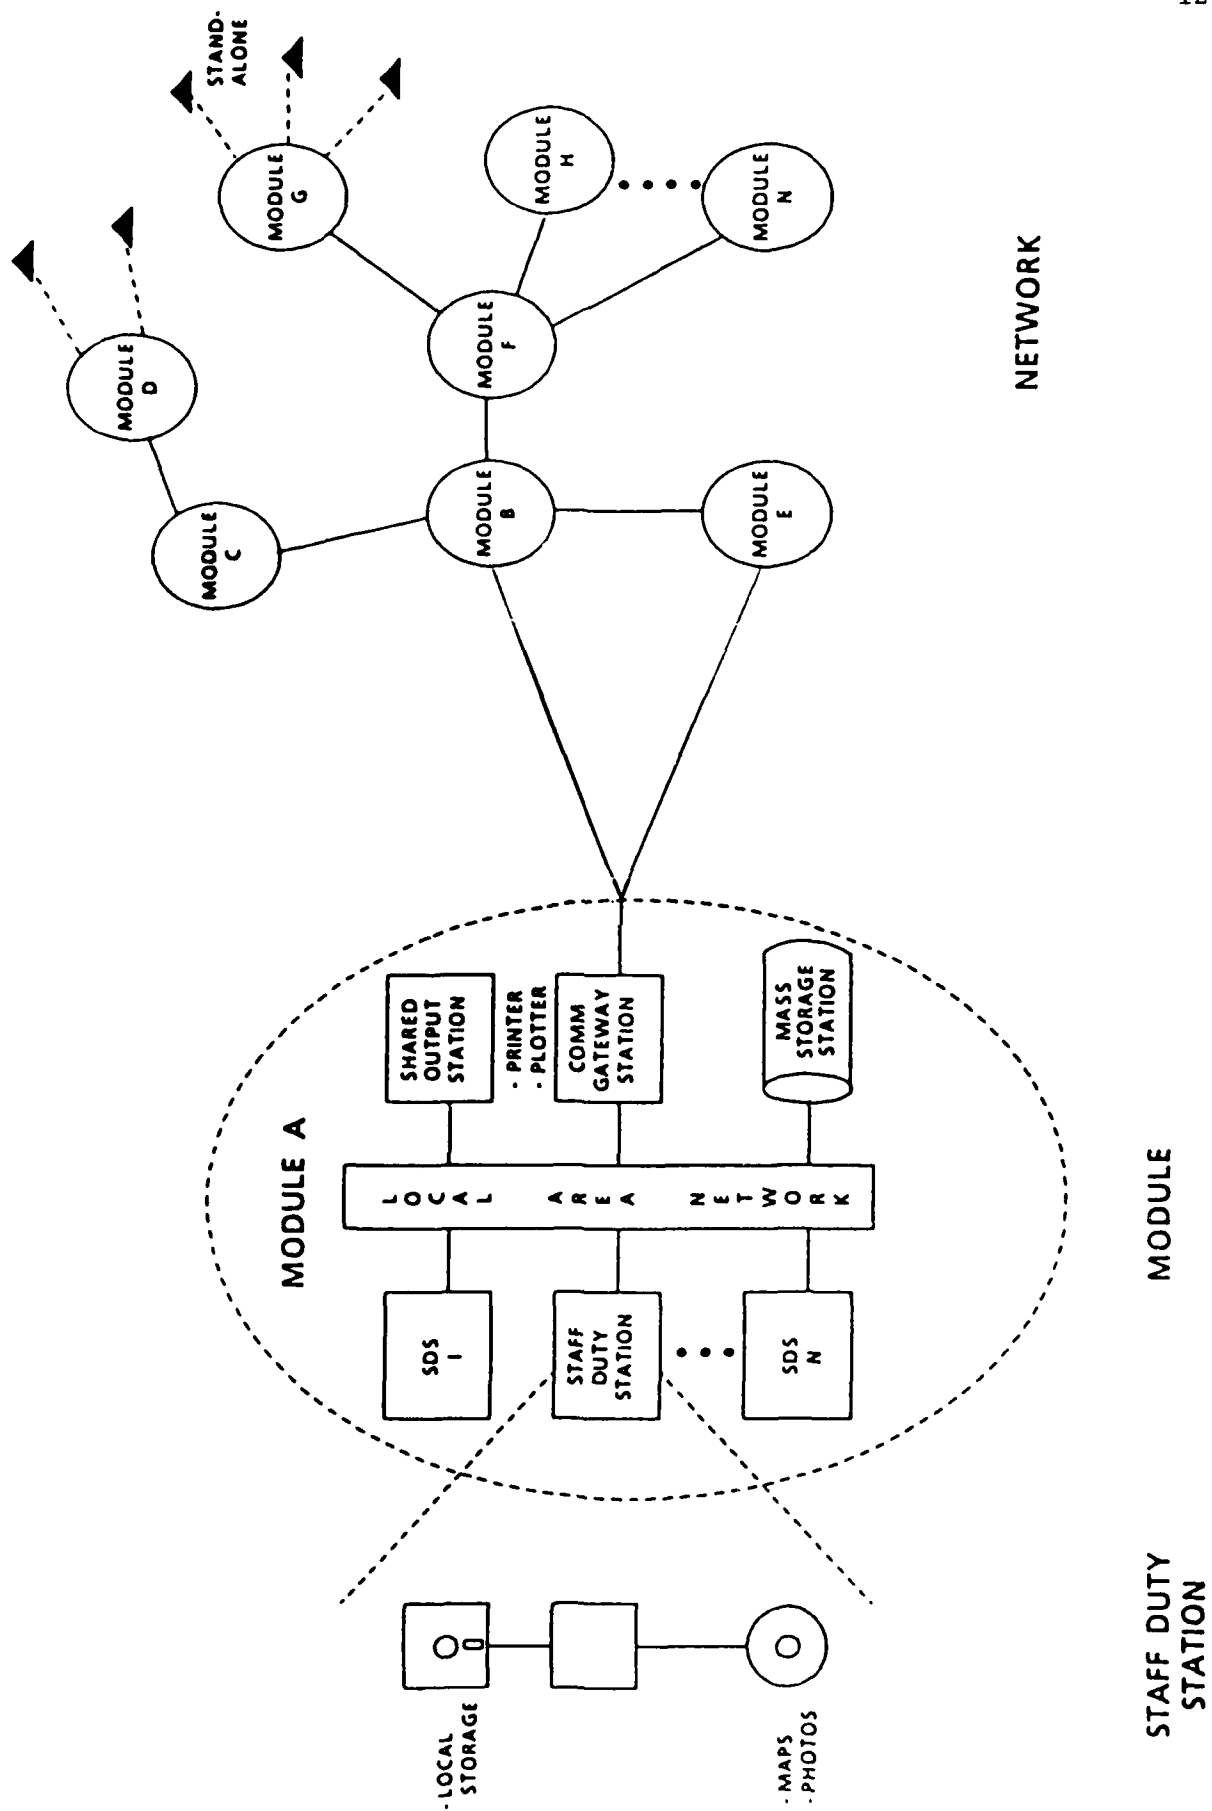 -LOCAL
STORAGE
-MAPS
-PHOTOS
STAFF DUTY
STATION
MODULE A
SDS
1
STAFF
DUTY
STATION
SDS
N
LOCAL AREA NETWORK
SHARED
OUTPUT
STATION
- PRINTER
- PLOTTER
COMM
GATEWAY
STATION
MASS
STORAGE
STATION
MODULE
MODULE
C
MODULE
D
MODULE
B
MODULE
E
MODULE
F
MODULE
G
MODULE
H
MODULE
N
STAND-
ALONE
NETWORK